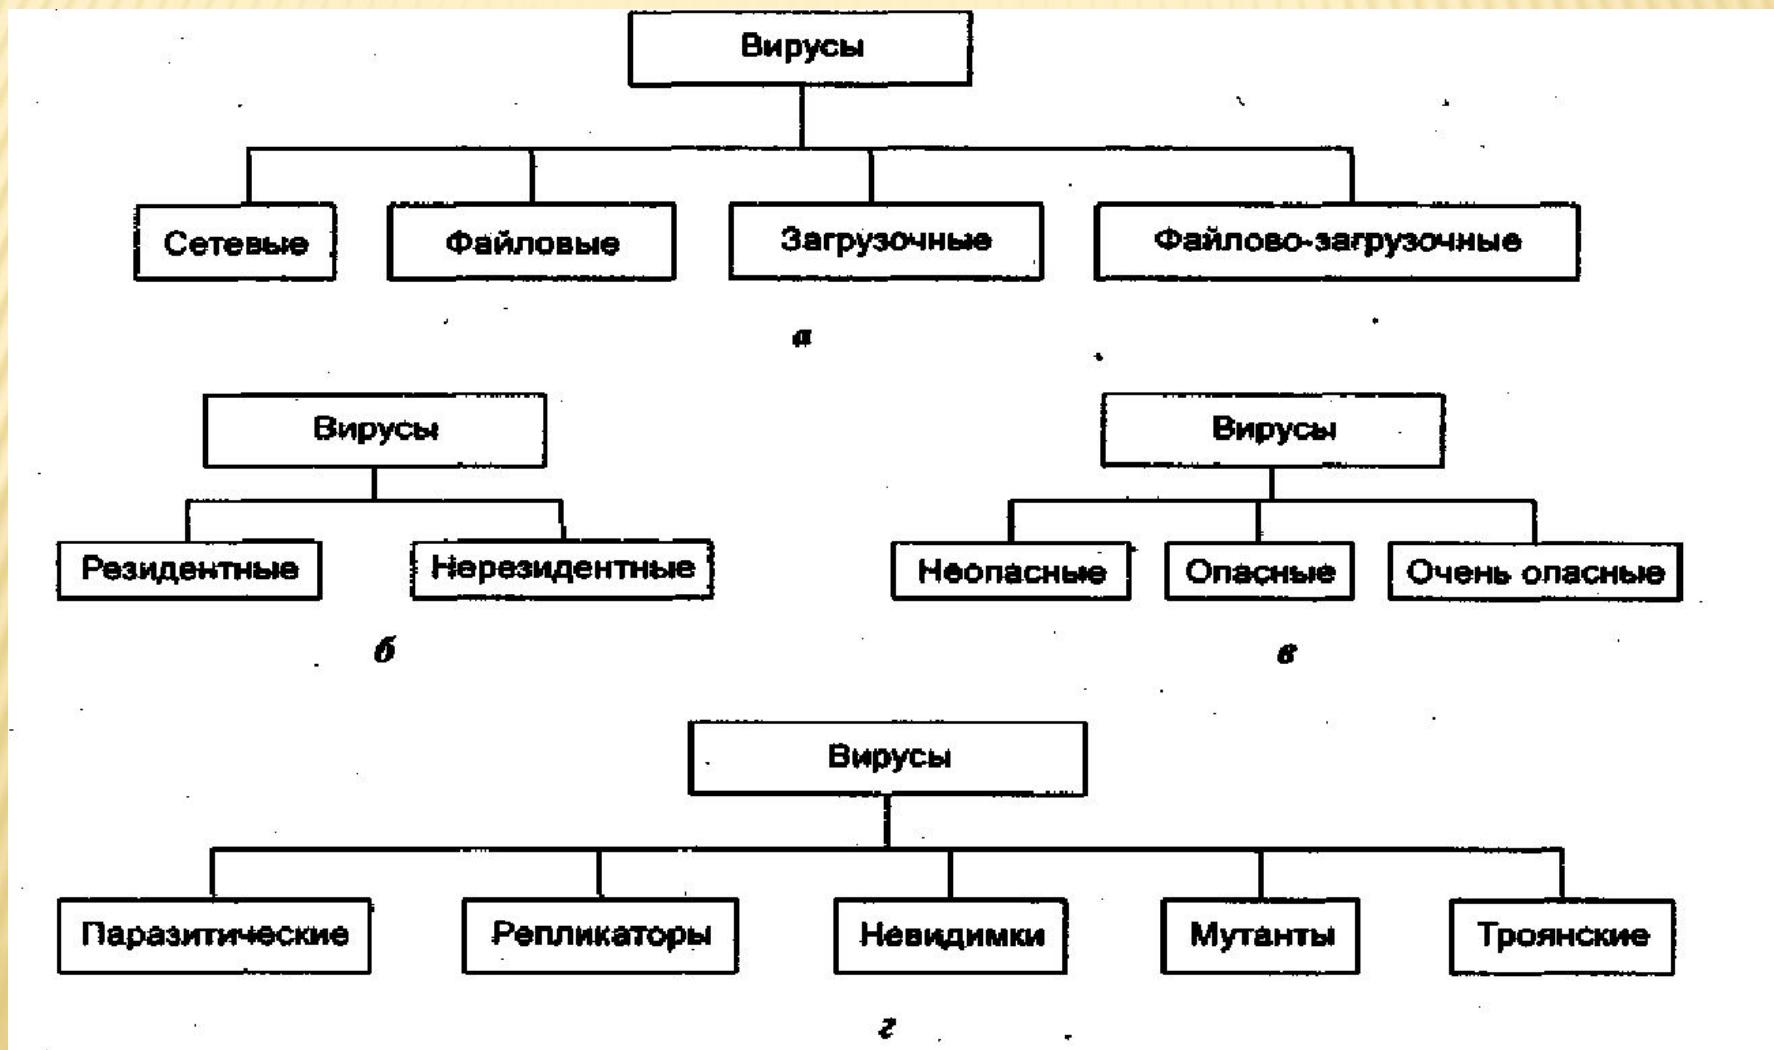 Вирусы
Сетевые Файловые Загрузочные Файлово-загрузочные
а
Вирусы Вирусы
Резидентные Нерезидентные Неопасные Опасные Очень опасные
б в
Вирусы
Паразитические Репликаторы Невидимки Мутанты Троянские
г